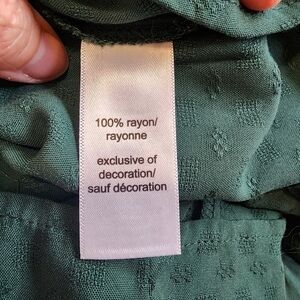 100% rayon/
rayonne
exclusive of
decoration/
sauf décoration